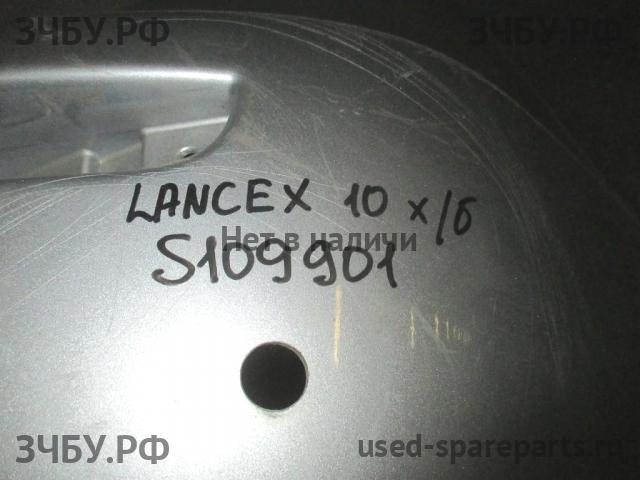 ЗЧБУ.РФ
ЗЧБУ.РФ
LANCEX 10 х/б
Нет в наличии
S109901
ЗЧБУ.РФ
used-spareparts.ru